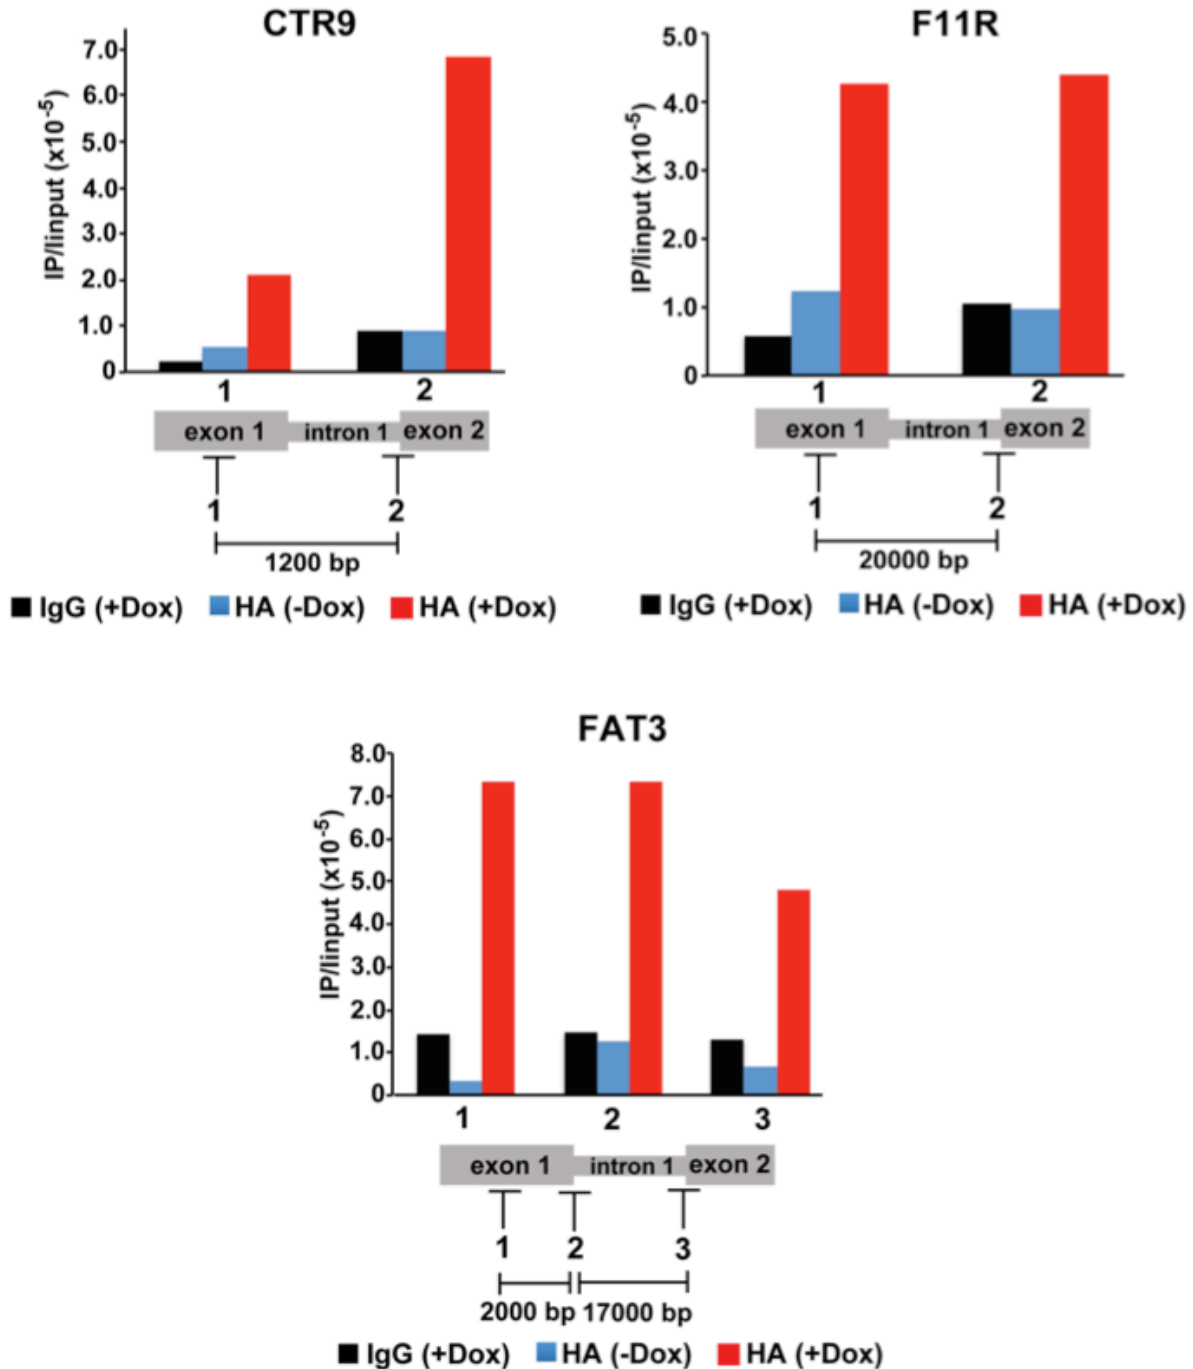 CTR9
IP/Iinput (x10-5)
7.0
6.0
5.0
4.0
3.0
2.0
1.0
0
1 2
exon 1 intron 1 exon 2
1 2
1200 bp
IgG (+Dox) HA (-Dox) HA (+Dox)
F11R
IP/Iinput (x10-5)
5.0
4.0
3.0
2.0
1.0
0
1 2
exon 1 intron 1 exon 2
1 2
20000 bp
IgG (+Dox) HA (-Dox) HA (+Dox)
FAT3
IP/Iinput (x10-5)
8.0
7.0
6.0
5.0
4.0
3.0
2.0
1.0
0
1 2 3
exon 1 intron 1 exon 2
1 2 3
2000 bp 17000 bp
IgG (+Dox) HA (-Dox) HA (+Dox)